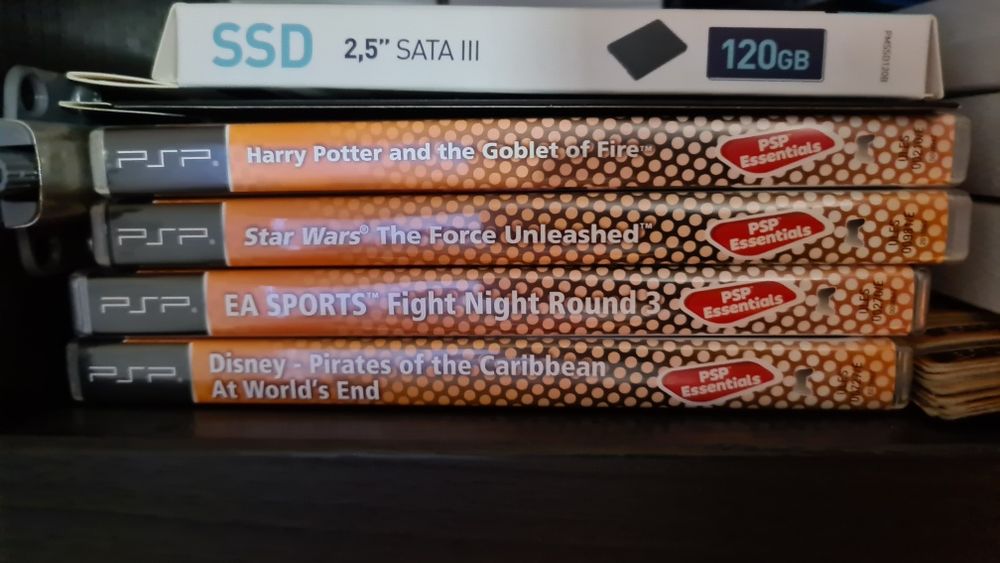 SSD 2,5” SATA III 120GB
PSP Harry Potter and the Goblet of Fire™ PSP Essentials
PSP Star Wars® The Force Unleashed™ PSP Essentials
PSP EA SPORTS™ Fight Night Round 3 PSP Essentials
PSP Disney - Pirates of the Caribbean
At World's End PSP Essentials